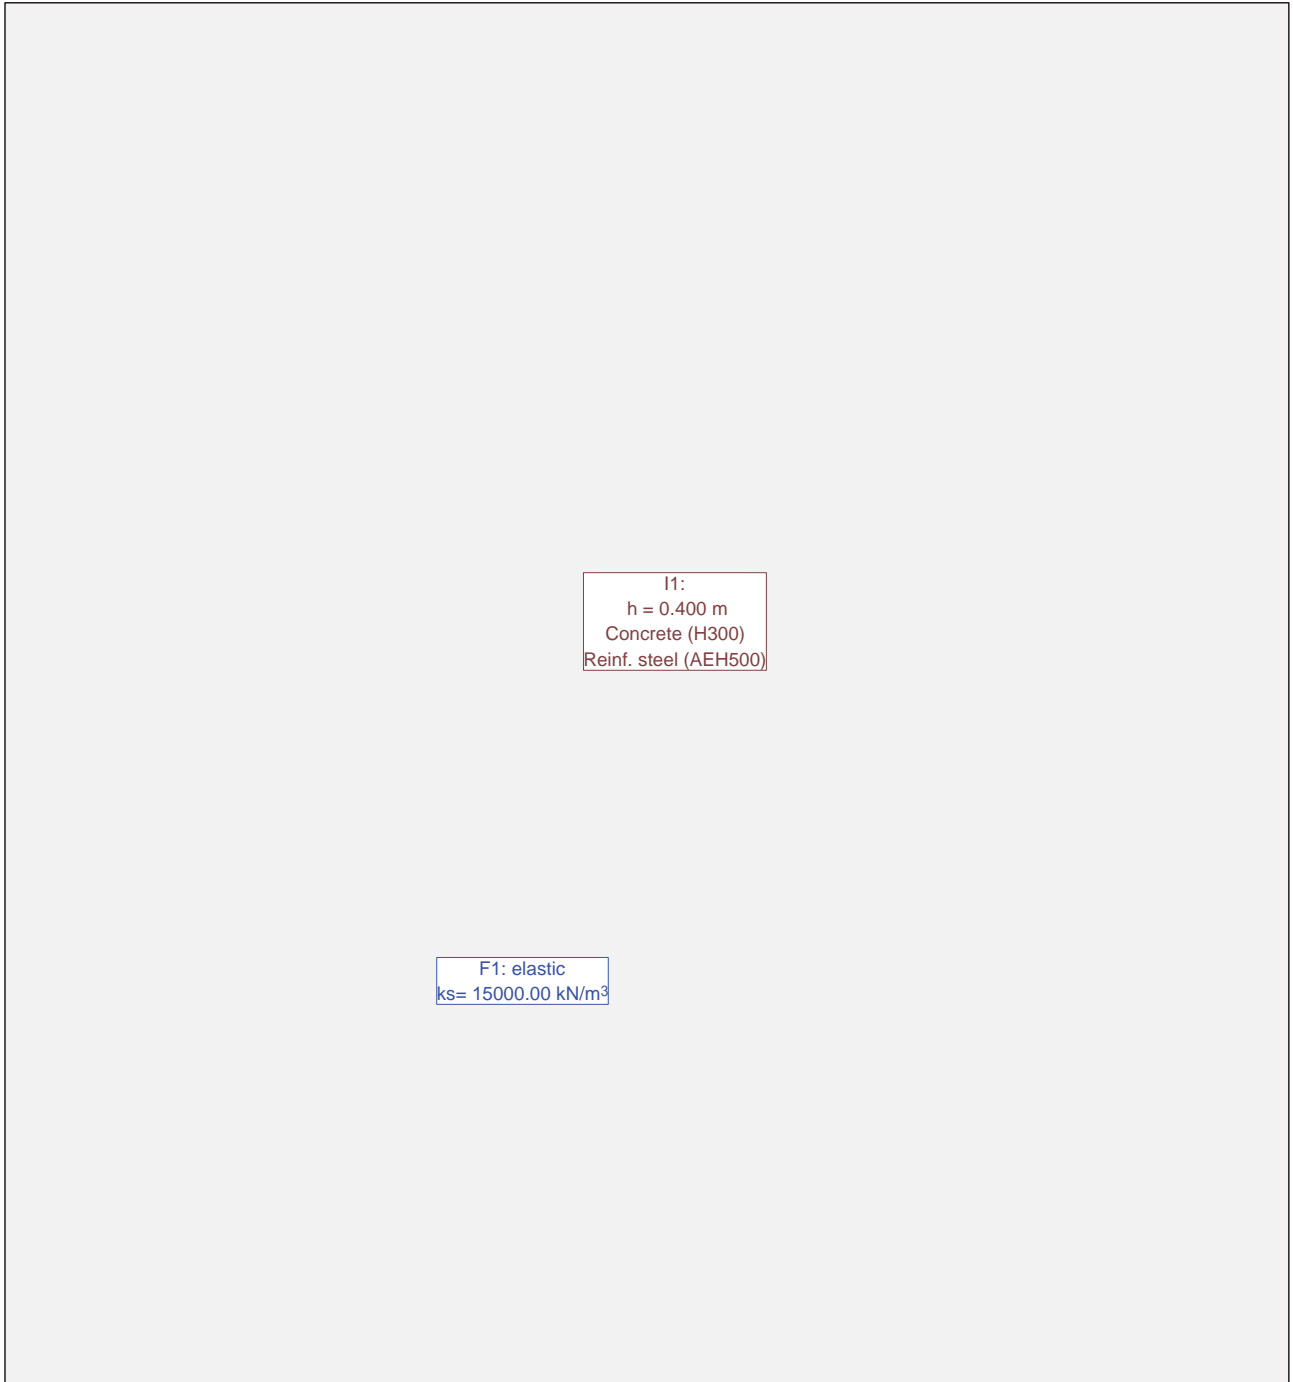 I1:
h = 0.400 m
Concrete (H300)
Reinf. steel (AEH500)
F1: elastic
ks= 15000.00 kN/m³